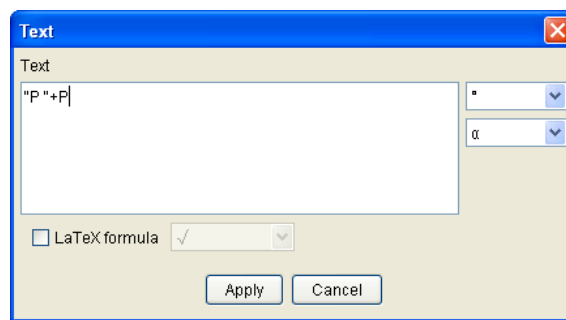 Text
Text
"P "+P
°
α
LaTeX formula
√
Apply
Cancel